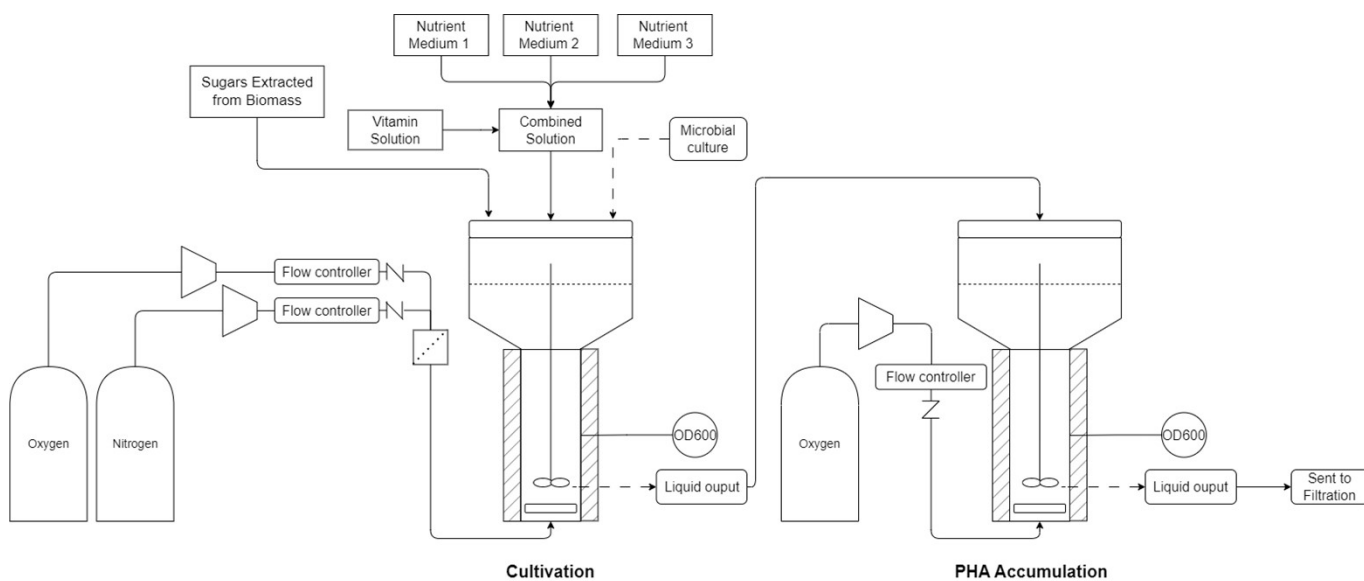 Nutrient
Medium 1
Nutrient
Medium 2
Nutrient
Medium 3
Sugars Extracted
from Biomass
Vitamin
Solution
Combined
Solution
Microbial
culture
Flow controller
Flow controller
Oxygen
Nitrogen
OD600
Liquid ouput
Cultivation
Flow controller
Oxygen
OD600
Liquid ouput
Sent to
Filtration
PHA Accumulation